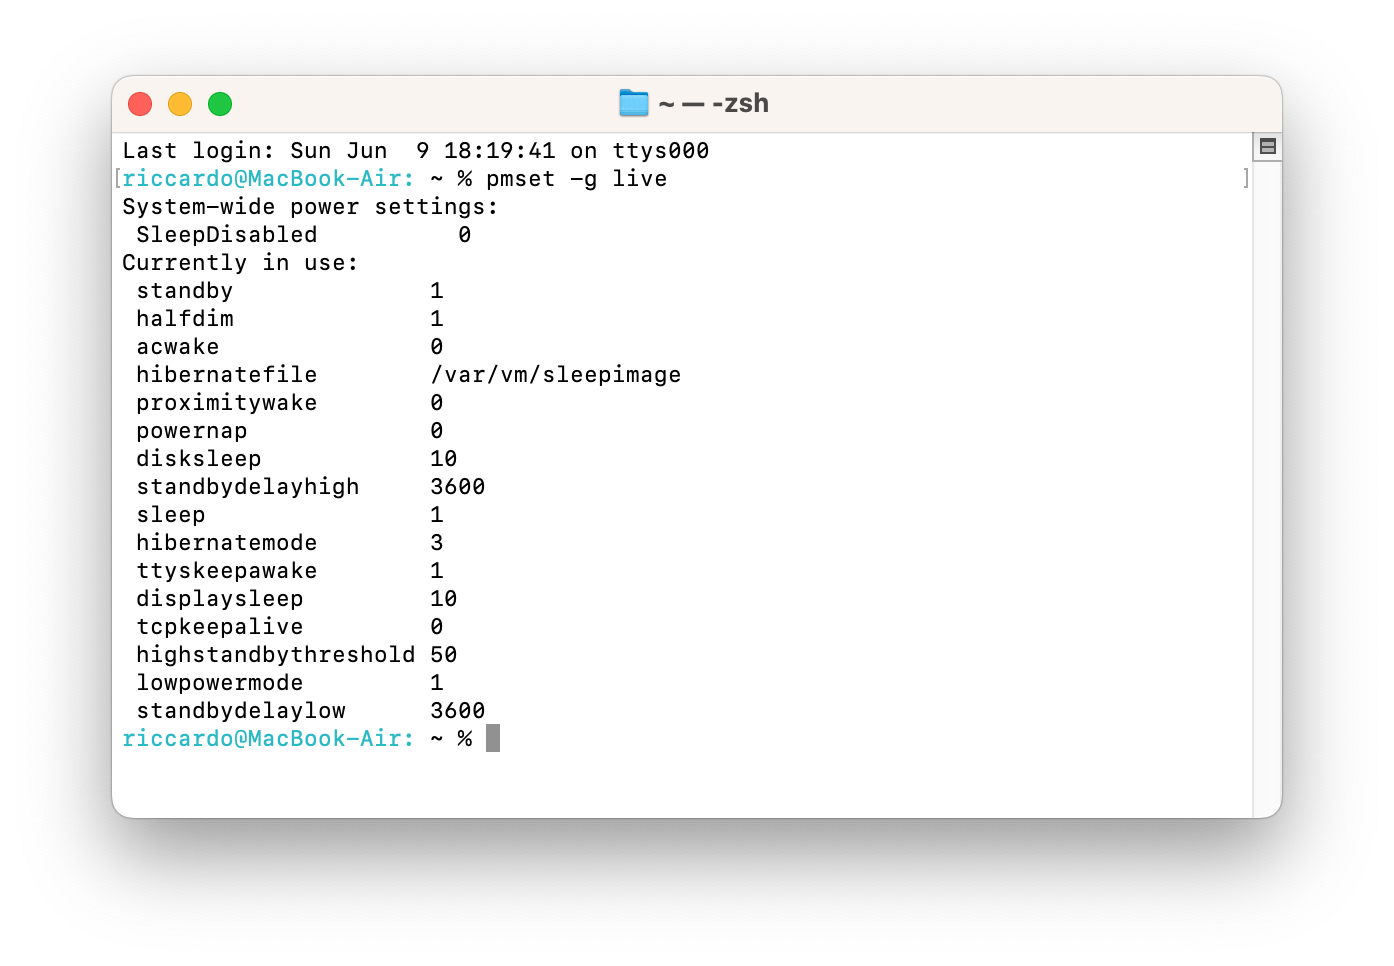 ~ — -zsh
Last login: Sun Jun  9 18:19:41 on ttys000
[riccardo@MacBook-Air: ~ % pmset -g live ]
System-wide power settings:
 SleepDisabled          0
Currently in use:
 standby              1
 halfdim              1
 acwake               0
 hibernatefile        /var/vm/sleepimage
 proximitywake        0
 powernap             0
 disksleep            10
 standbydelayhigh     3600
 sleep                1
 hibernatemode        3
 ttyskeepawake        1
 displaysleep         10
 tcpkeepalive         0
 highstandbythreshold 50
 lowpowermode         1
 standbydelaylow      3600
riccardo@MacBook-Air: ~ %